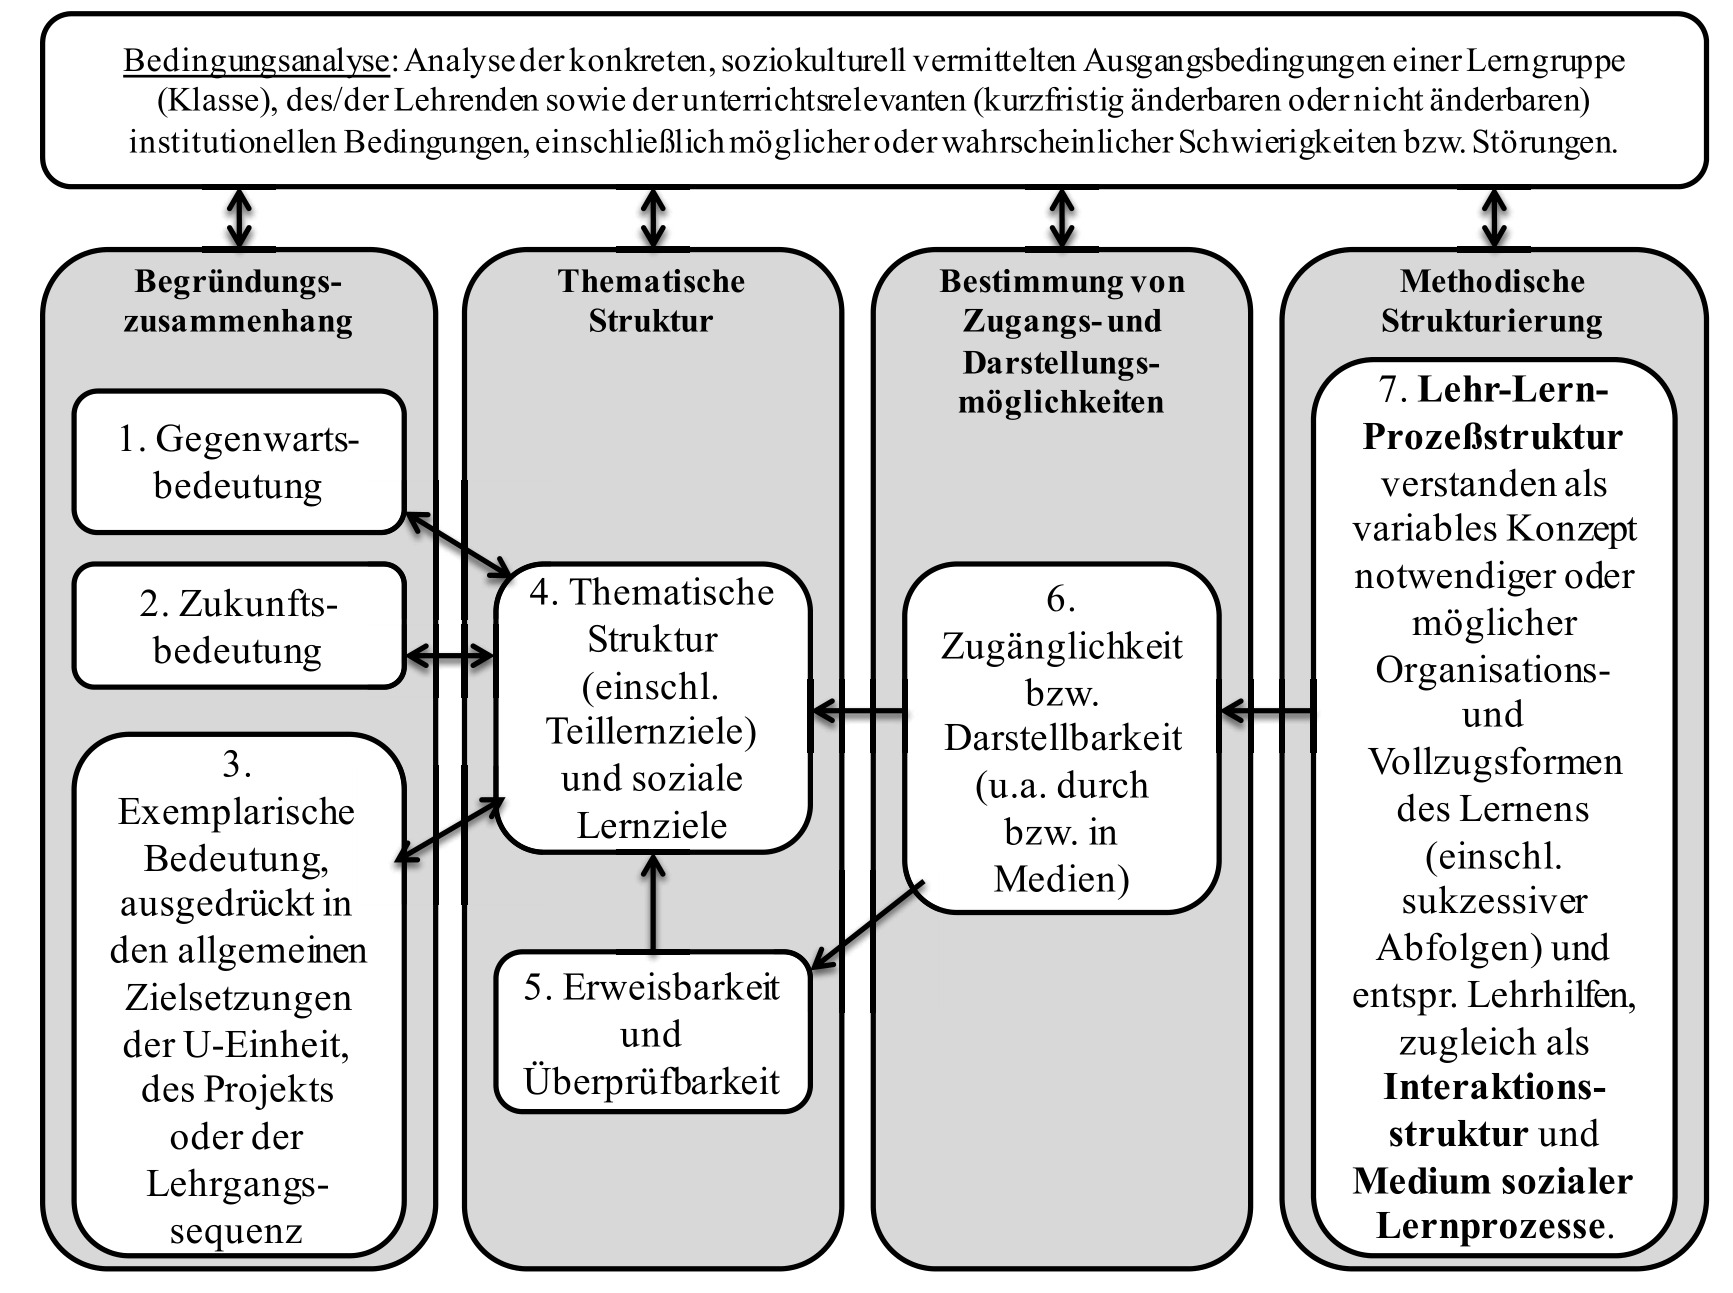 Bedingungsanalyse: Analyse der konkreten, soziokulturell vermittelten Ausgangsbedingungen einer Lerngruppe
(Klasse), des/der Lehrenden sowie der unterrichtsrelevanten (kurzfristig änderbaren oder nicht änderbaren)
institutionellen Bedingungen, einschließlich möglicher oder wahrscheinlicher Schwierigkeiten bzw. Störungen.
Begründungs-
zusammenhang
1. Gegenwarts-
bedeutung
2. Zukunfts-
bedeutung
3.
Exemplarische
Bedeutung,
ausgedrückt in
den allgemeinen
Zielsetzungen
der U-Einheit,
des Projekts
oder der
Lehrgangs-
sequenz
Thematische
Struktur
4. Thematische
Struktur
(einschl.
Teillernziele)
und soziale
Lernziele
5. Erweisbarkeit
und
Überprüfbarkeit
Bestimmung von
Zugangs- und
Darstellungs-
möglichkeiten
6.
Zugänglichkeit
bzw.
Darstellbarkeit
(u.a. durch
bzw. in
Medien)
Methodische
Strukturierung
7. Lehr-Lern-
Prozeßstruktur
verstanden als
variables Konzept
notwendiger oder
möglicher
Organisations-
und
Vollzugsformen
des Lernens
(einschl.
sukzessiver
Abfolgen) und
entspr. Lehrhilfen,
zugleich als
Interaktions-
struktur und
Medium sozialer
Lernprozesse.